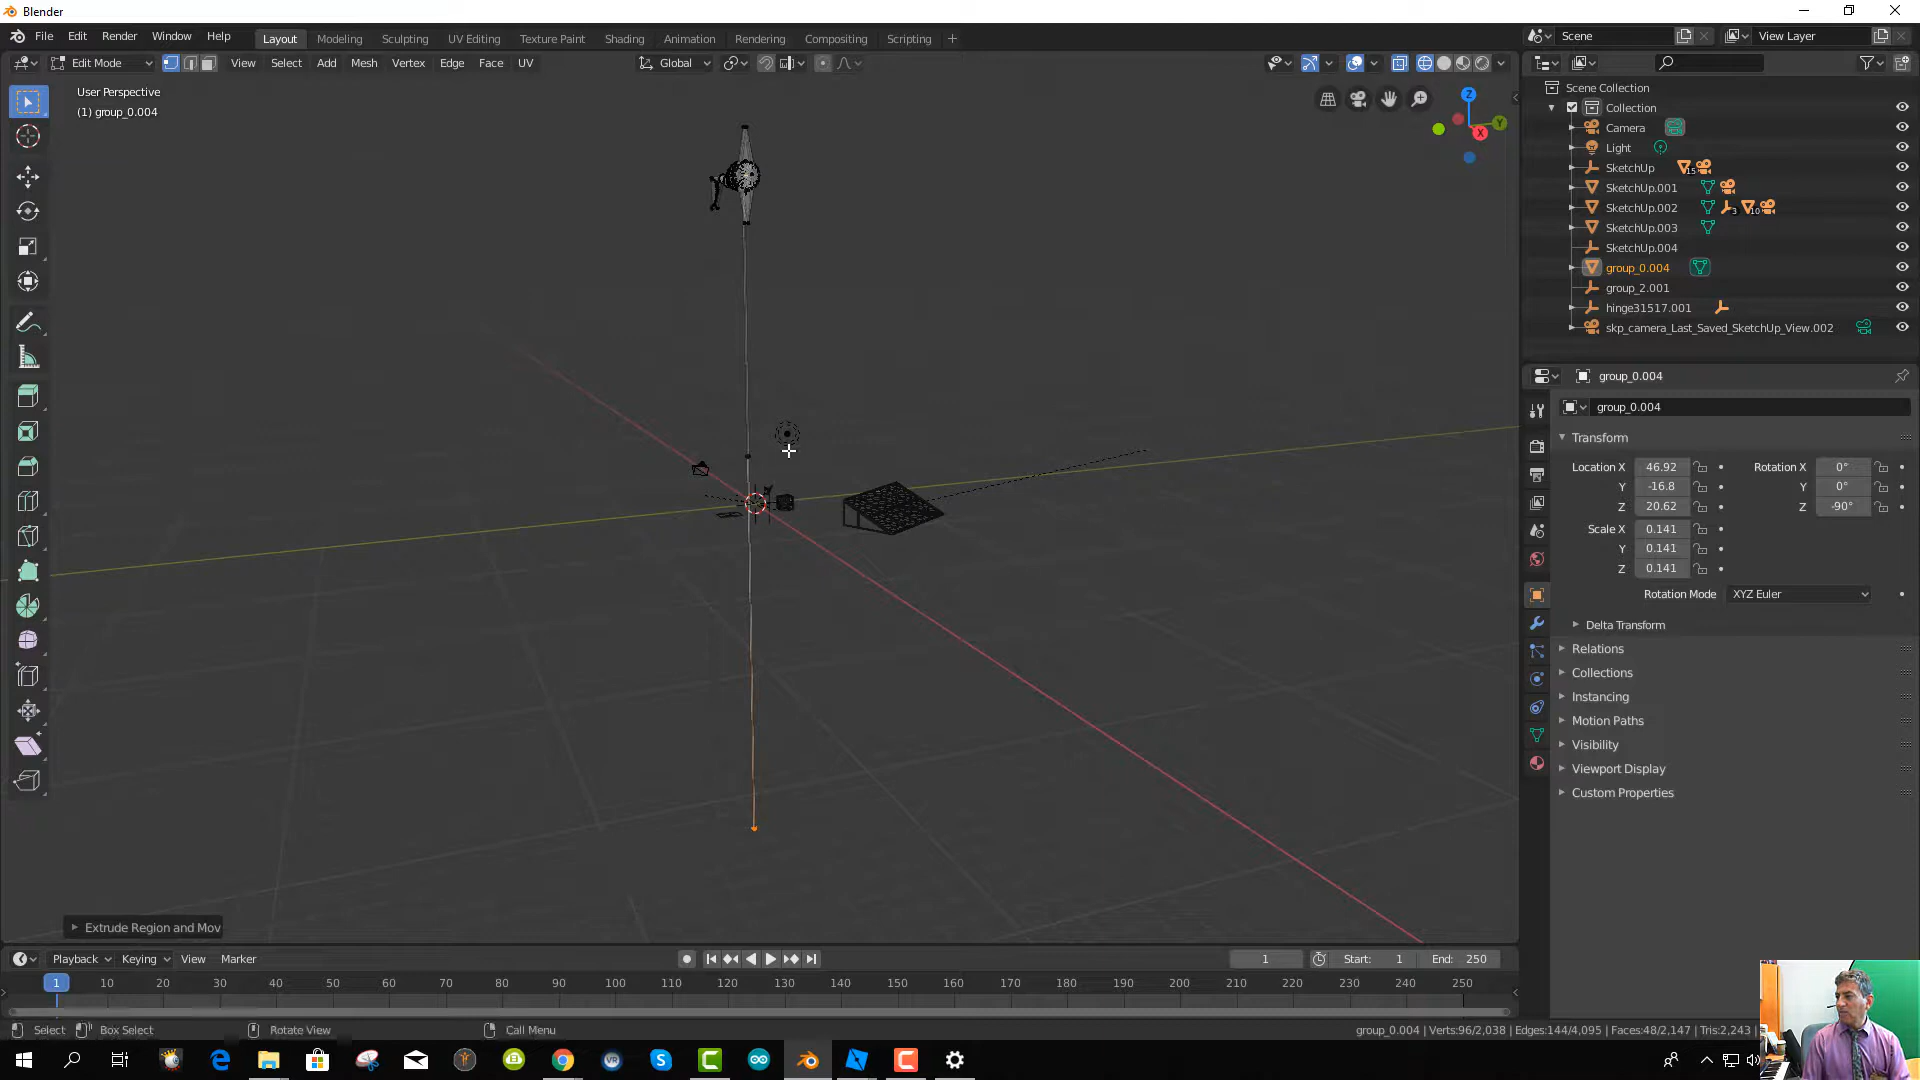 Blender
File Edit Render Window Help
Layout Modeling Sculpting UV Editing Texture Paint Shading Animation Rendering Compositing Scripting
Scene
View Layer
Edit Mode
View Select Add Mesh Vertex Edge Face UV
Global
User Perspective
(1) group_0.004
Z
Y
X
Scene Collection
Collection
Camera
Light
SketchUp 15
SketchUp.001
SketchUp.002 3 10
SketchUp.003
SketchUp.004
group_0.004
group_2.001
hinge31517.001
skp_camera_Last_Saved_SketchUp_View.002
group_0.004
group_0.004
Transform
Location X 46.92 Rotation X 0°
Y -16.8 Y 0°
Z 20.62 Z -90°
Scale X 0.141
Y 0.141
Z 0.141
Rotation Mode XYZ Euler
Delta Transform
Relations
Collections
Instancing
Motion Paths
Visibility
Viewport Display
Custom Properties
Extrude Region and Mov
Playback Keying View Marker
1 Start: 1 End: 250
1 10 20 30 40 50 60 70 80 90 100 110 120 130 140 150 160 170 180 190 200 210 220 230 240 250
Select Box Select Rotate View Call Menu
group_0.004 | Verts:96/2,038 | Edges:144/4,095 | Faces:48/2,147 | Tris:2,243 |